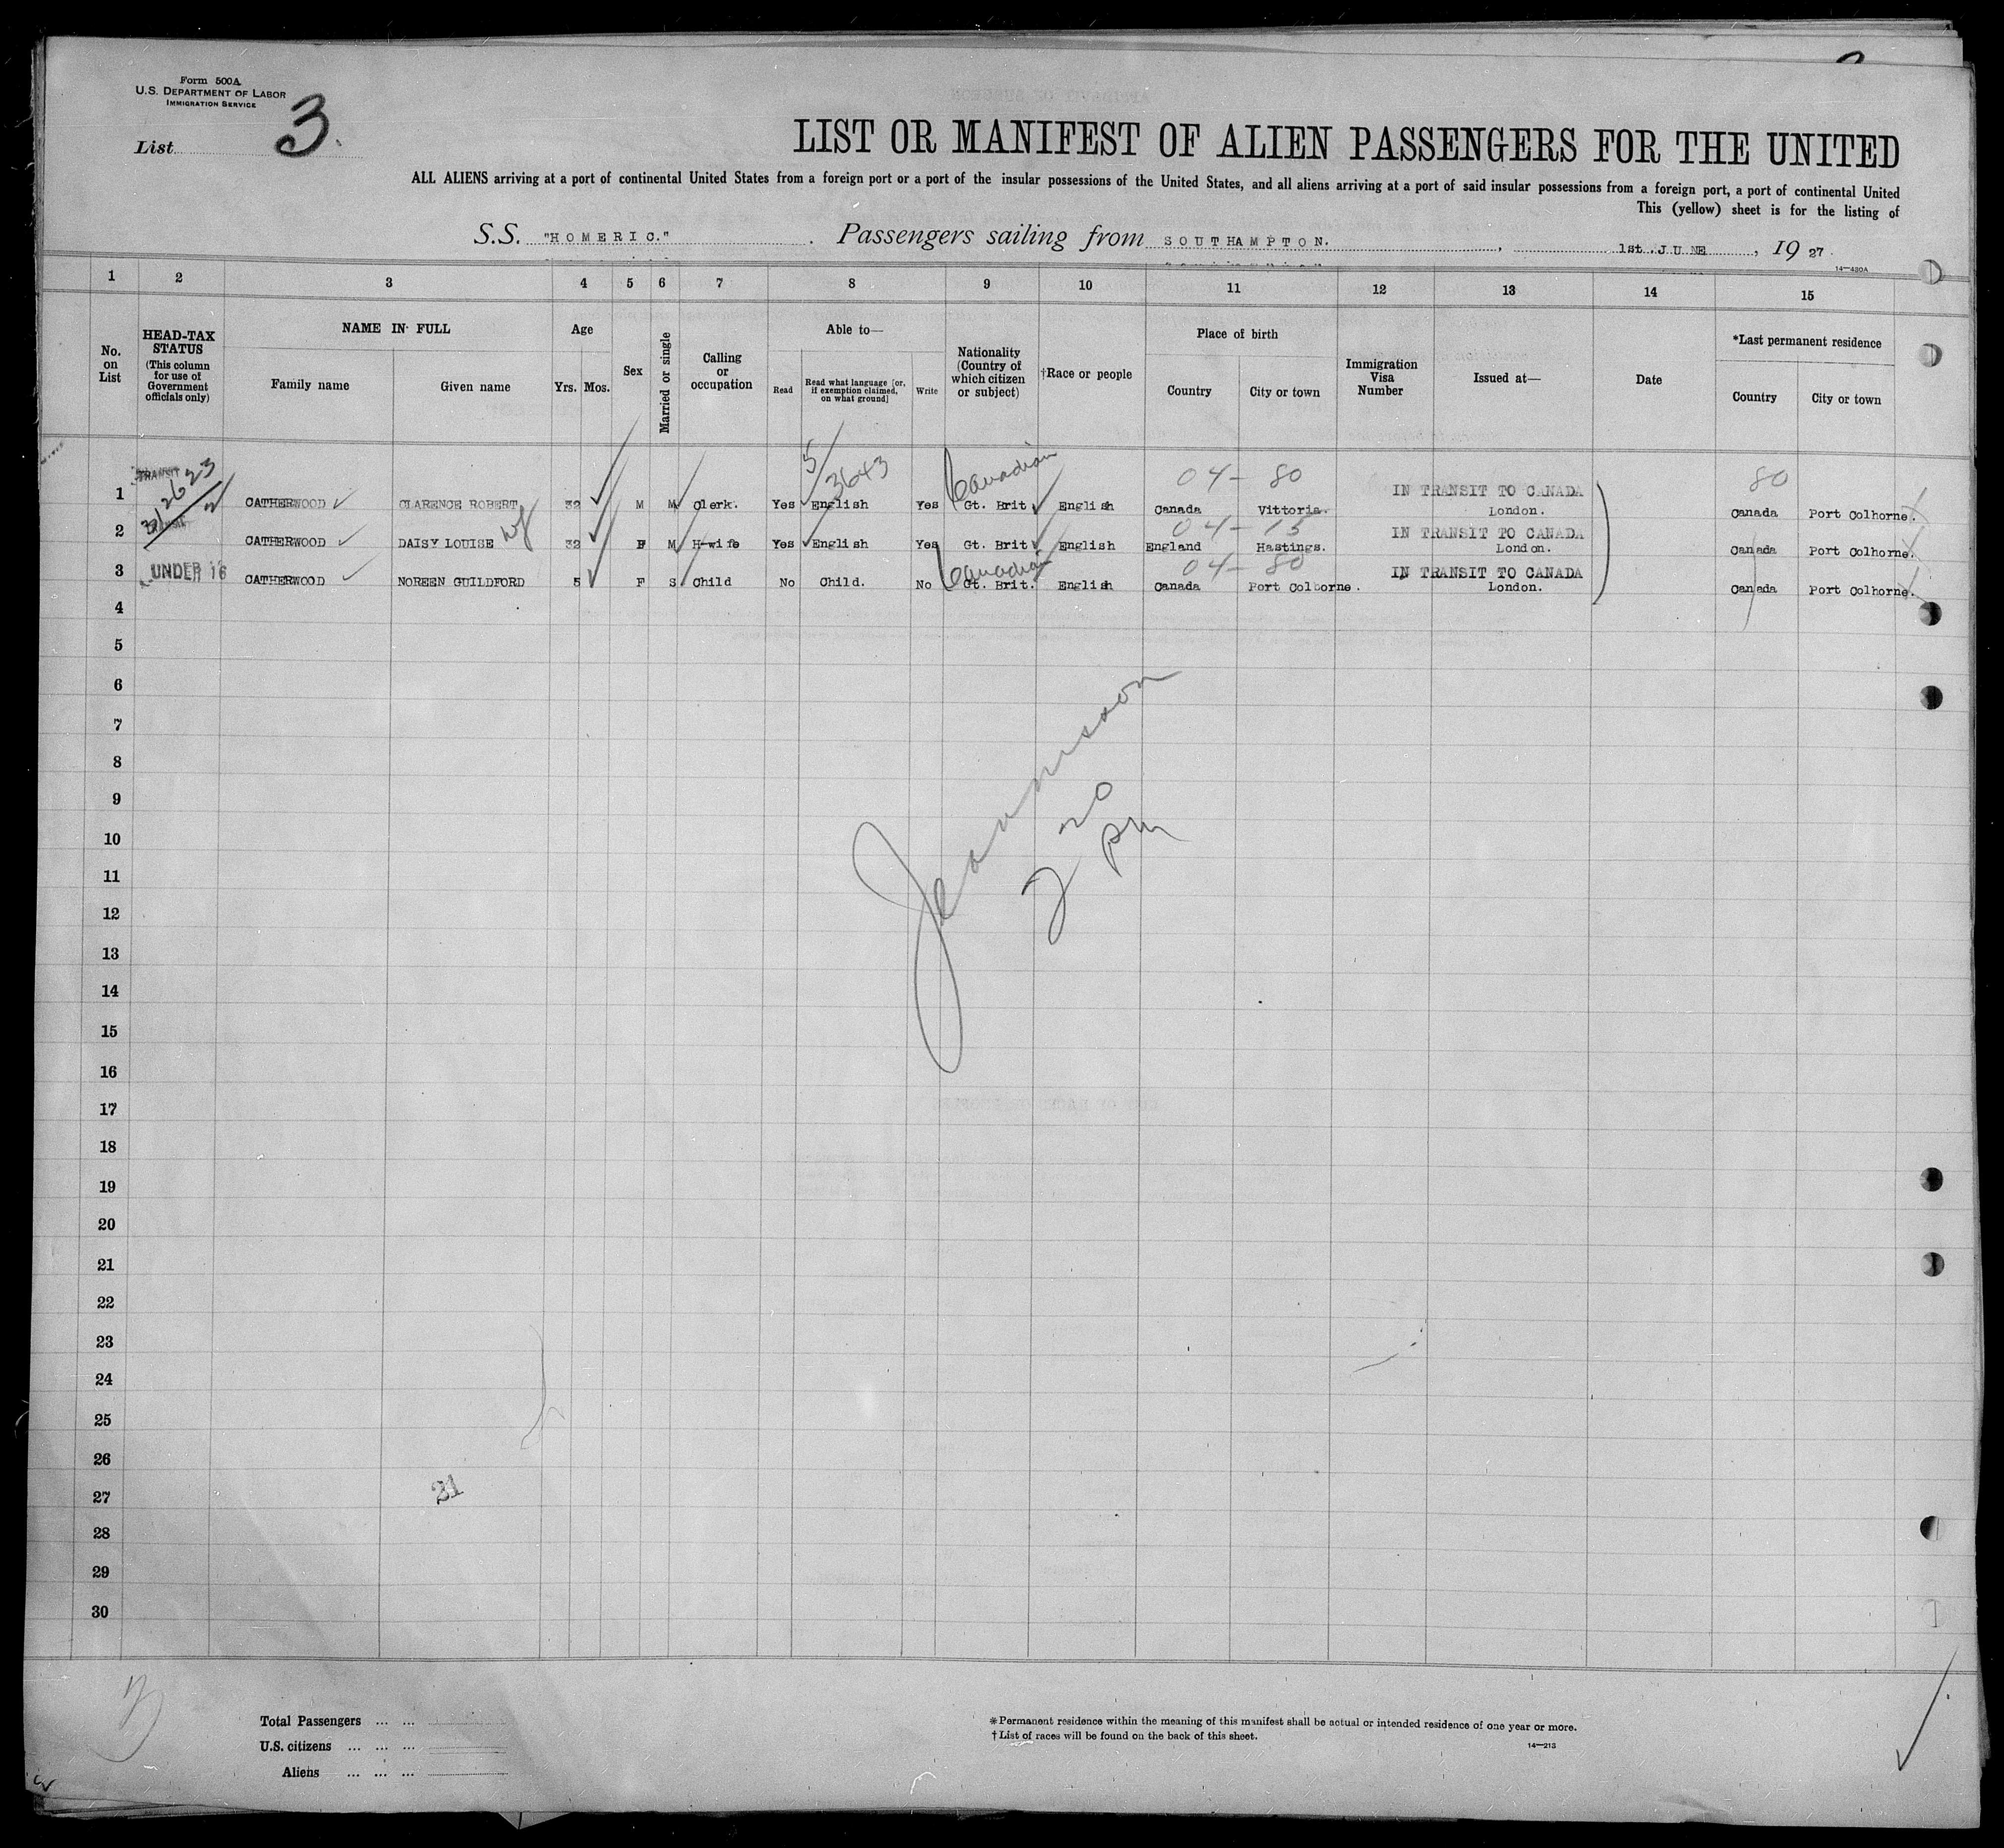 Form 500A
U.S. DEPARTMENT OF LABOR
IMMIGRATION SERVICE
List 3.
LIST OR MANIFEST OF ALIEN PASSENGERS FOR THE UNITED
ALL ALIENS arriving at a port of continental United States from a foreign port or a port of the insular possessions of the United States, and all aliens arriving at a port of said insular possessions from a foreign port, a port of continental United
This (yellow) sheet is for the listing of
S.S. "HOMERIC." Passengers sailing from SOUTHAMPTON. , 1st.JUNE , 19 27
14—430A
1 2 3 4 5 6 7 8 9 10 11 12 13 14 15
No. on List
HEAD-TAX STATUS (This column for use of Government officials only)
NAME IN FULL
Family name Given name
Age
Yrs. Mos.
Sex
Married or single
Calling or occupation
Able to—
Read Read what language [or, if exemption claimed, on what ground] Write
Nationality (Country of which citizen or subject)
†Race or people
Place of birth
Country City or town
Immigration Visa Number
Issued at—
Date
*Last permanent residence
Country City or town
TRANSIT 5/3643 Canadian 04- 80 IN TRANSIT TO CANADA 80
1 CATHERWOOD CLARENCE ROBERT 32 M M Clerk. Yes English Yes Gt. Brit English Canada Vittoria. London. Canada Port Colhorne.
04- 15 IN TRANSIT TO CANADA
2 CATHERWOOD DAISY LOUISE wf 32 F M H-wife Yes English Yes Gt. Brit English England Hastings. London. Canada Port Colhorne.
Canadian 04- 80 IN TRANSIT TO CANADA
3 UNDER 16 CATHERWOOD NOREEN GUILDFORD 5 F S Child No Child. No Gt. Brit. English Canada Port Colborne. London. Canada Port Colhorne.
4
5
6
7
8
9
10
11
12
13
14
15
16
17
18
19
20
21
22
23
24
25
26
27
28
29
30
2 20
pm
21
Total Passengers ... ...
U.S. citizens ... ... ...
Aliens ... ... ...
*Permanent residence within the meaning of this manifest shall be actual or intended residence of one year or more.
†List of races will be found on the back of this sheet.
14—213